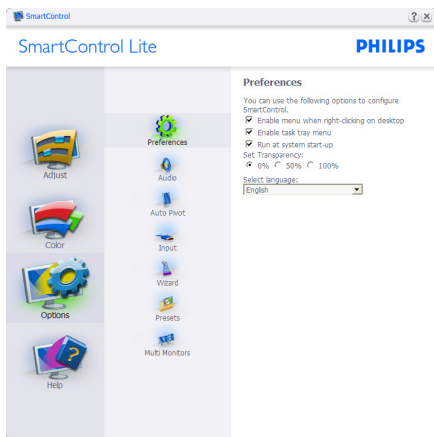 SmartControl
? X
SmartControl Lite
PHILIPS
Adjust
Color
Options
Help
Preferences
Audio
Auto Pivot
Input
Wizard
Presets
Multi Monitors
Preferences
You can use the following options to configure
SmartControl.
Enable menu when right-clicking on desktop
Enable task tray menu
Run at system start-up
Set Transparency:
0% 50% 100%
Select language:
English